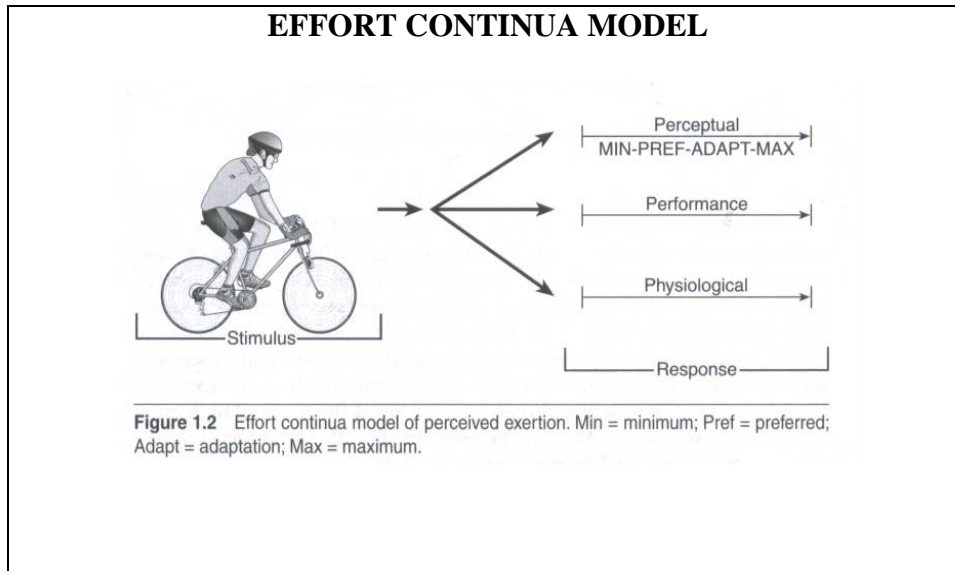 EFFORT CONTINUA MODEL
Perceptual
MIN-PREF-ADAPT-MAX
Performance
Physiological
Stimulus
Response
Figure 1.2 Effort continua model of perceived exertion. Min = minimum; Pref = preferred;
Adapt = adaptation; Max = maximum.